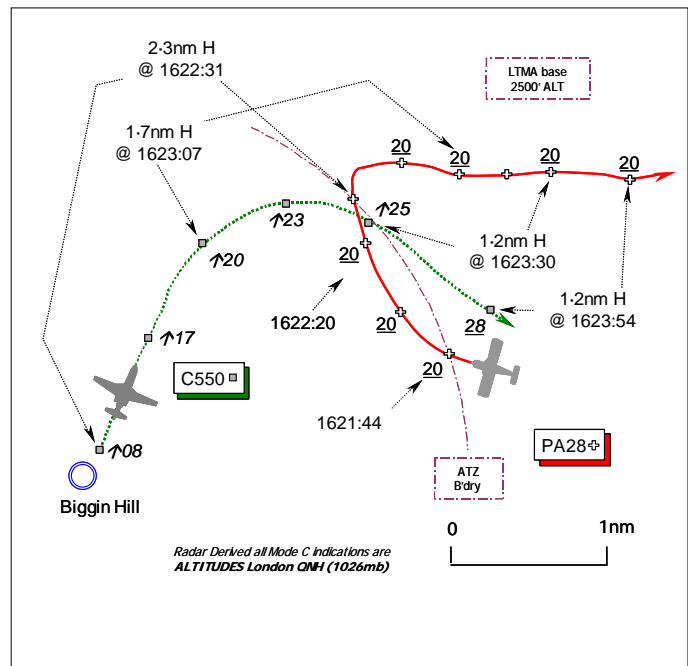 2·3nm H
@ 1622:31
LTMA base
2500' ALT
1·7nm H
@ 1623:07
20
20
20
20
↑23
↑25
↑20
20
1·2nm H
@ 1623:30
1622:20
20
28
1·2nm H
@ 1623:54
↑17
C550
20
1621:44
PA28
↑08
ATZ
B'dry
Biggin Hill
0
1nm
Radar Derived all Mode C indications are
ALTITUDES London QNH (1026mb)